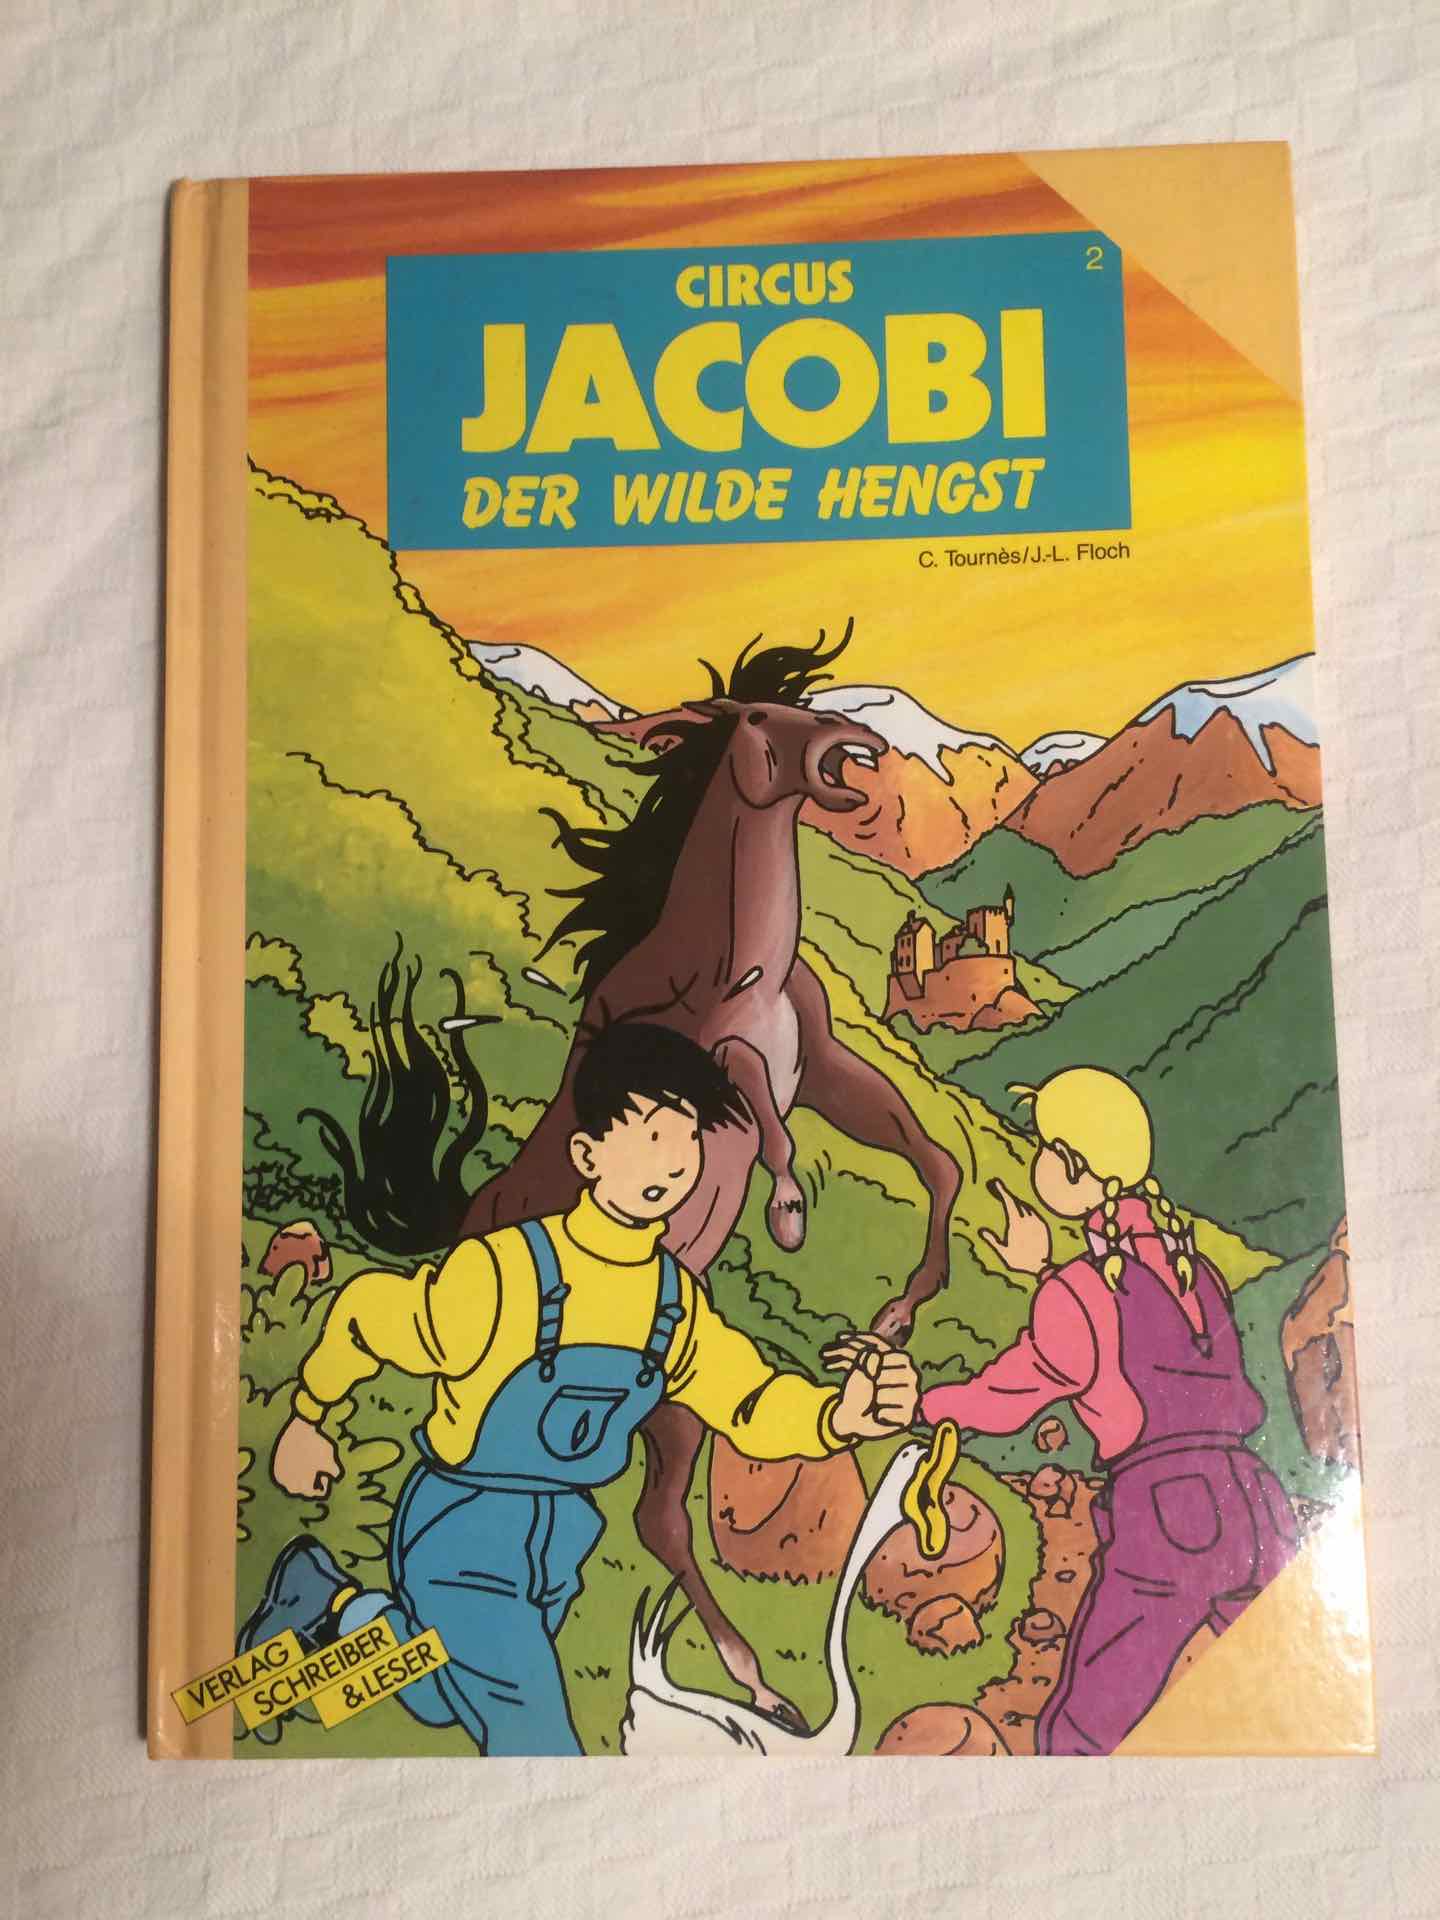 2
CIRCUS
JACOBI
DER WILDE HENGST
C. Tournès/J.-L. Floch
VERLAG
SCHREIBER
&LESER